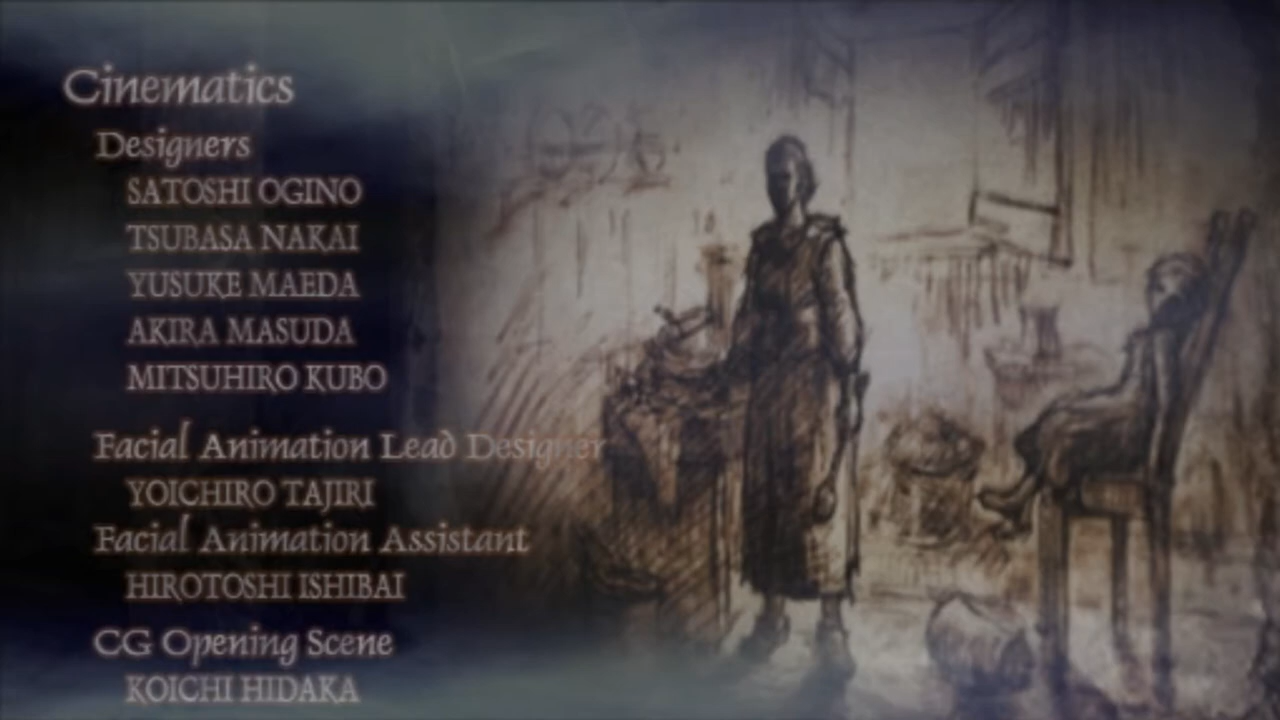 Cinematics
Designers
SATOSHI OGINO
TSUBASA NAKAI
YUSUKE MAEDA
AKIRA MASUDA
MITSUHIRO KUBO
Facial Animation Lead Designer
YOICHIRO TAJIRI
Facial Animation Assistant
HIROTOSHI ISHIBAI
CG Opening Scene
KOICHI HIDAKA